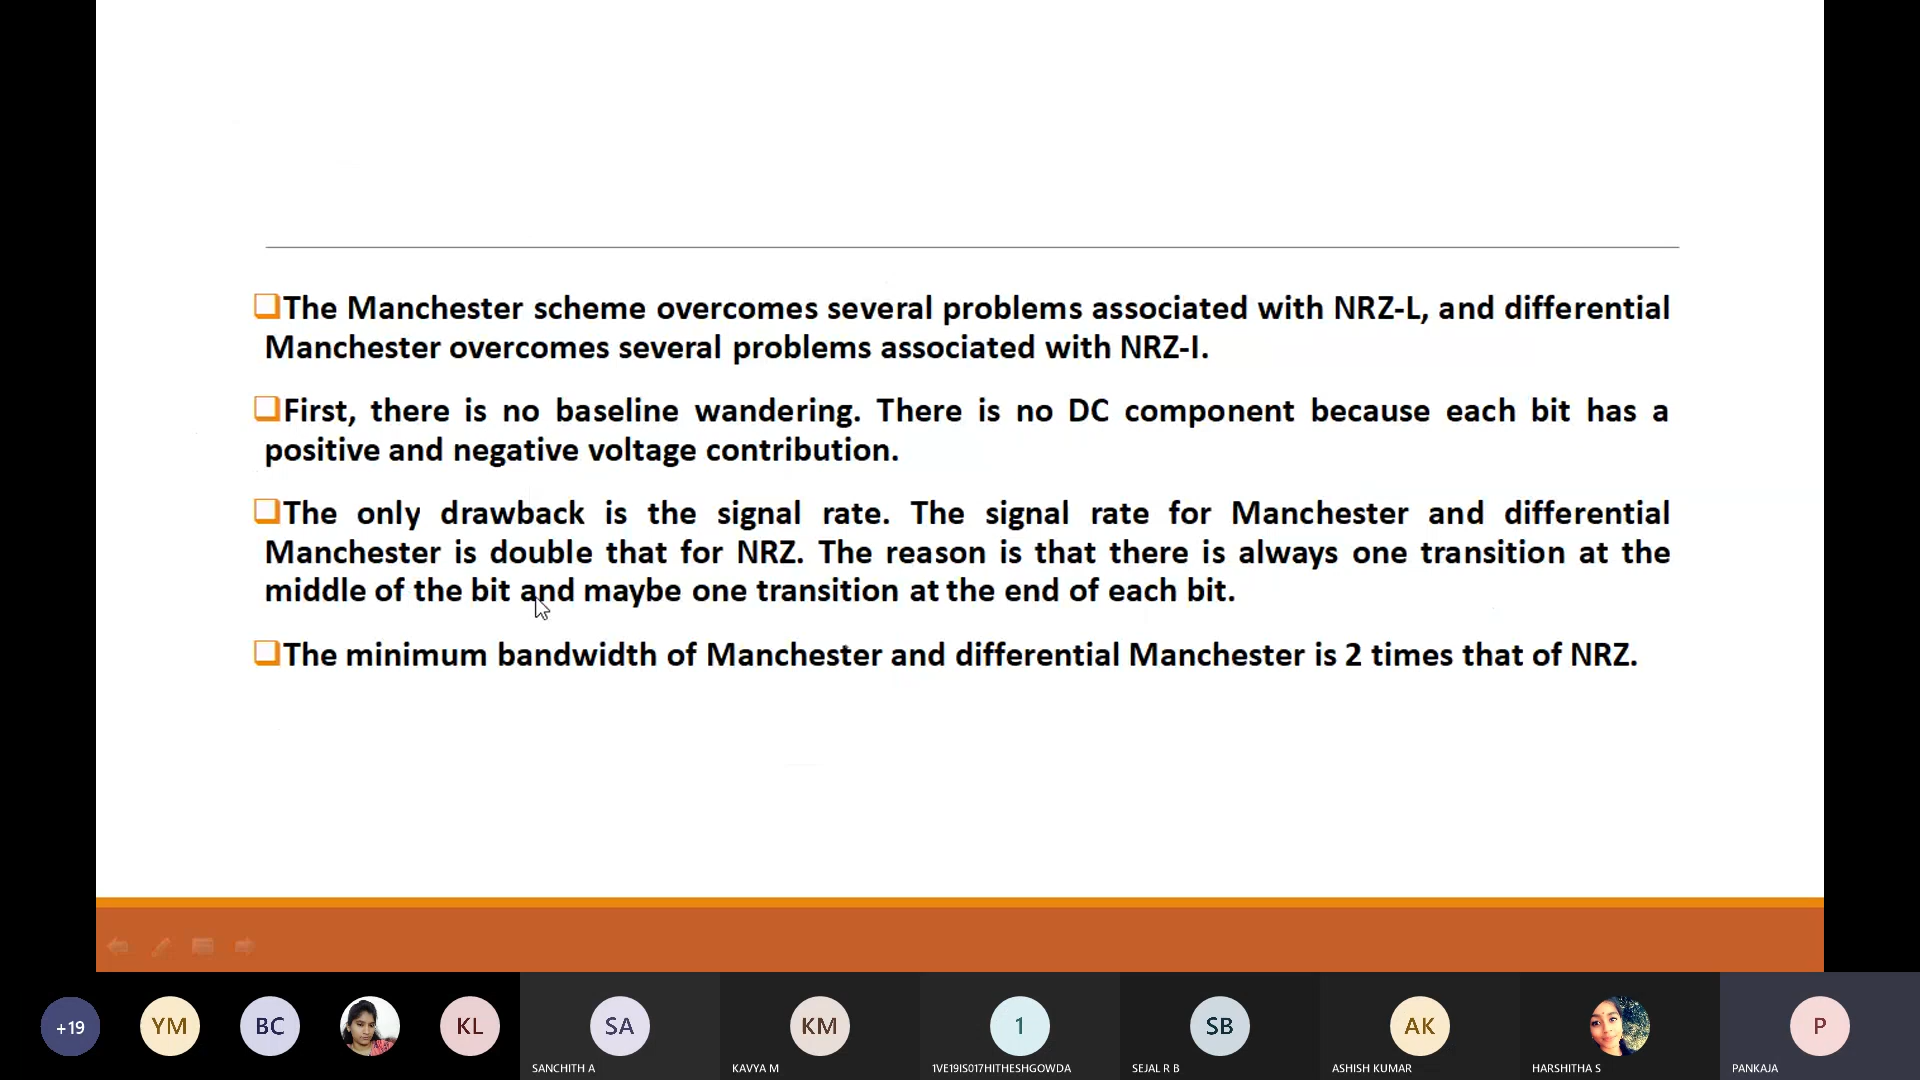 ❑The Manchester scheme overcomes several problems associated with NRZ-L, and differential
Manchester overcomes several problems associated with NRZ-I.
❑First, there is no baseline wandering. There is no DC component because each bit has a
positive and negative voltage contribution.
❑The only drawback is the signal rate. The signal rate for Manchester and differential
Manchester is double that for NRZ. The reason is that there is always one transition at the
middle of the bit and maybe one transition at the end of each bit.
❑The minimum bandwidth of Manchester and differential Manchester is 2 times that of NRZ.
+19 YM BC KL SA KM 1 SB AK P
SANCHITH A KAVYA M 1VE19IS017HITHESHGOWDA SEJAL R B ASHISH KUMAR HARSHITHA S PANKAJA